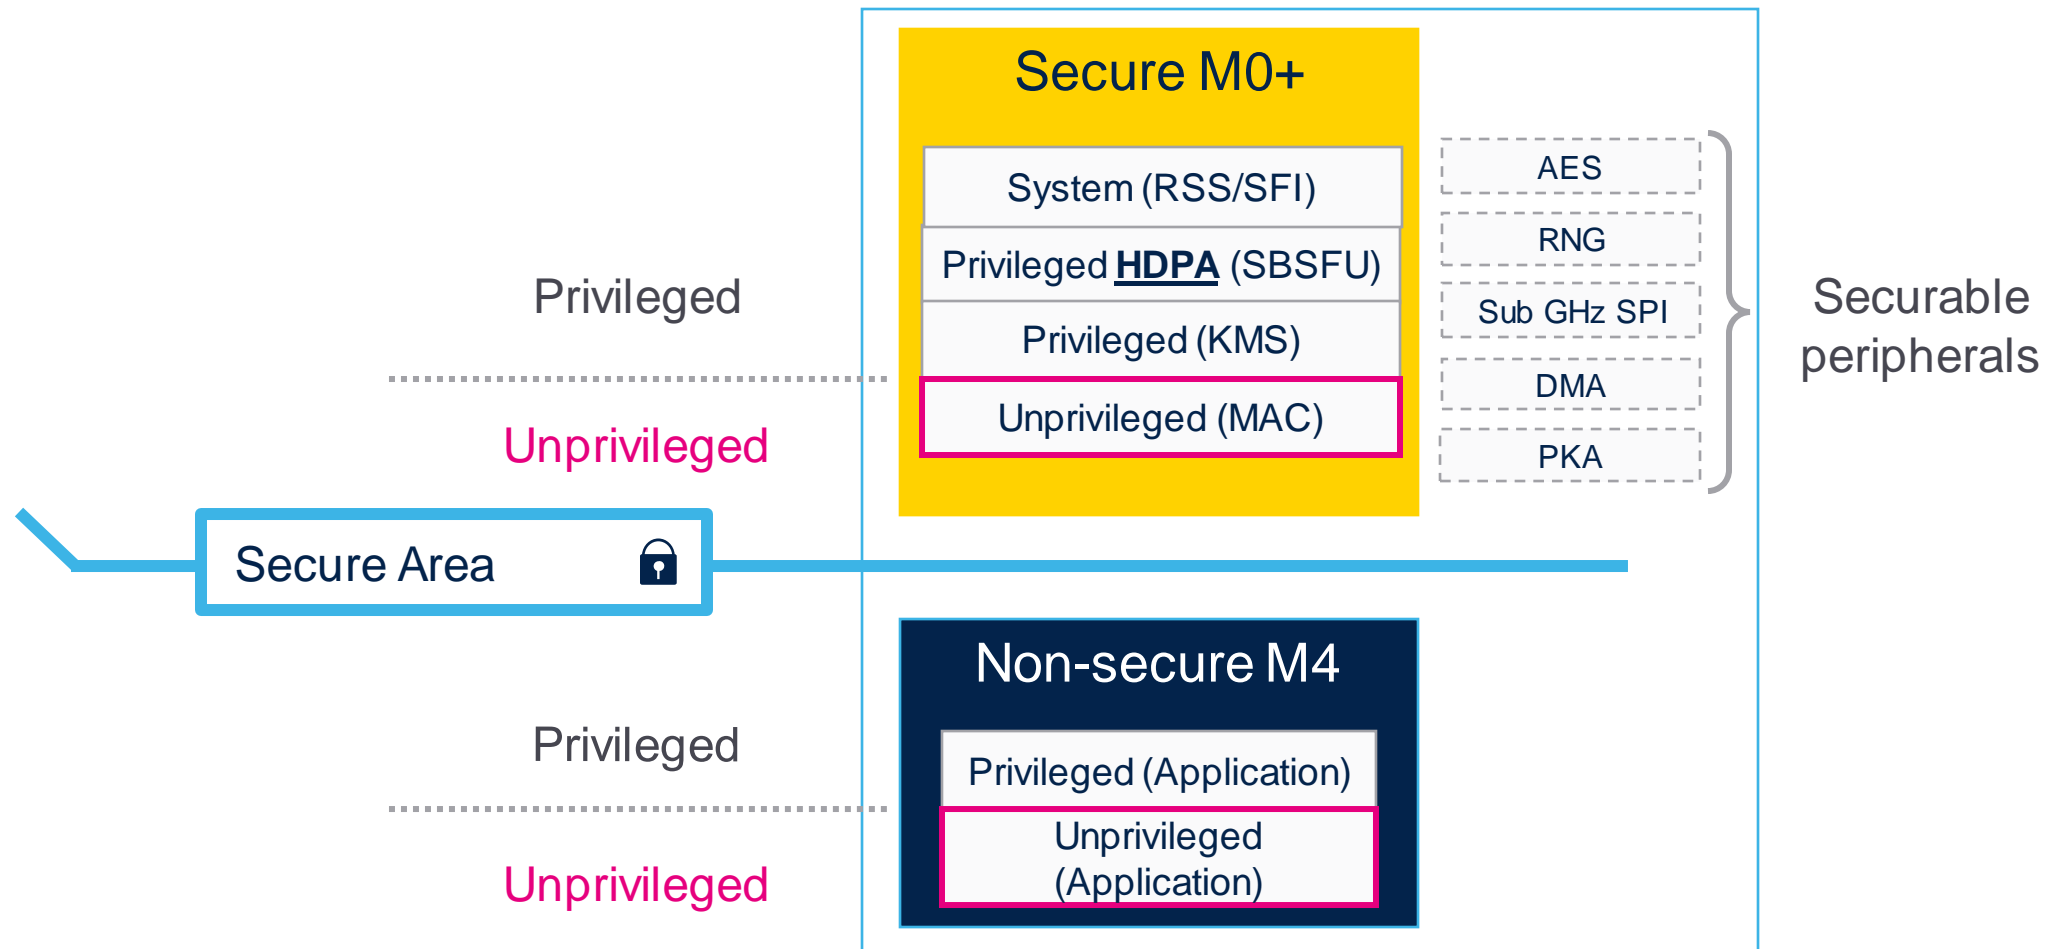 Secure M0+
System (RSS/SFI)
Privileged HDPA (SBSFU)
Privileged (KMS)
Unprivileged (MAC)
AES
RNG
Sub GHz SPI
DMA
PKA
Securable
peripherals
Privileged
Unprivileged
Secure Area
Non-secure M4
Privileged (Application)
Unprivileged
(Application)
Privileged
Unprivileged